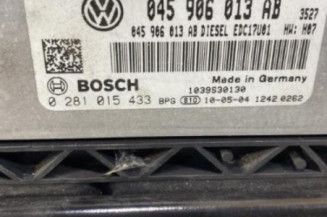 045 906 013 AB
3527
045 906 013 AB DIESEL EDC17U01 HW: H07
Made in Germany
BOSCH
1039S30130
0 281 015 433 BPG 810 10-05-04 1242 0262